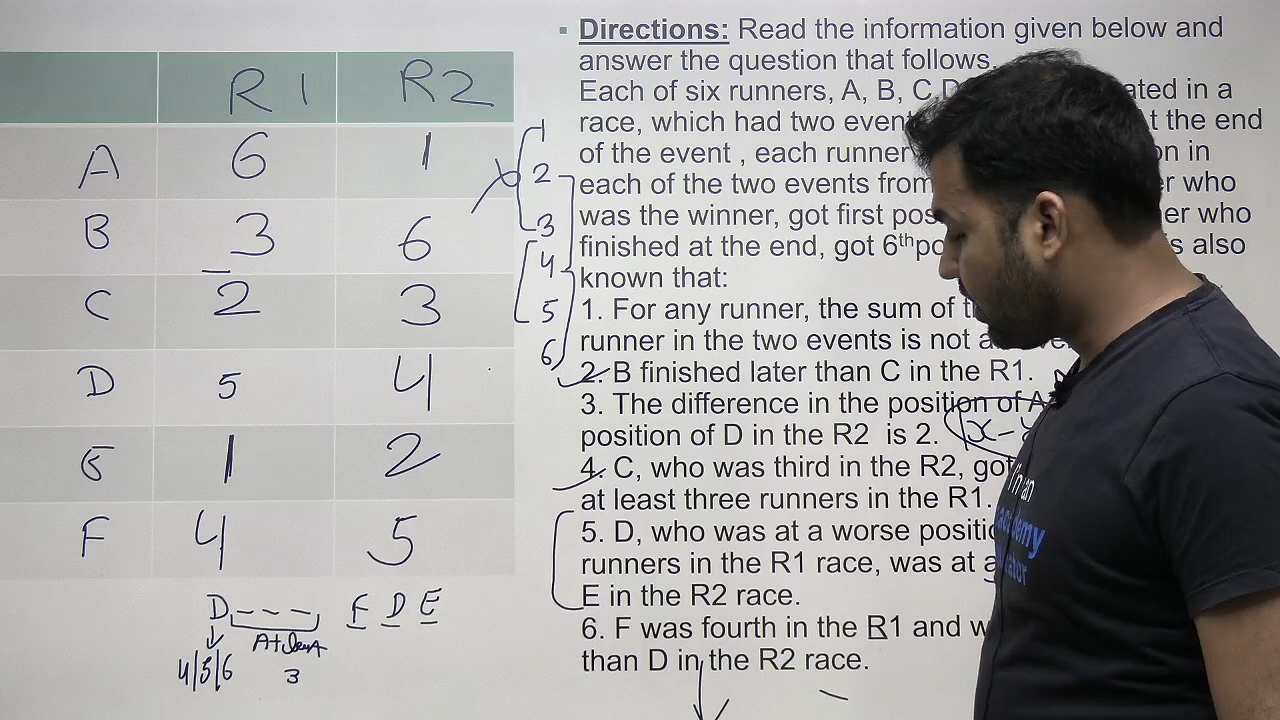 R1 R2
A 6 1
B 3 6
C 2 3
D 5 4
E 1 2
F 4 5
D---
At least
3
4/5/6
F D E
1
2
3
4
5
6
Directions: Read the information given below and
answer the question that follows.
Each of six runners, A, B, C,D ated in a
race, which had two even t the end
of the event , each runner on in
each of the two events from er who
was the winner, got first pos er who
finished at the end, got 6th po s also
known that:
1. For any runner, the sum of t
runner in the two events is not a
2. B finished later than C in the R1.
3. The difference in the position of A
position of D in the R2 is 2.
|x-
4. C, who was third in the R2, got
at least three runners in the R1.
5. D, who was at a worse positio
runners in the R1 race, was at a
E in the R2 race.
6. F was fourth in the R1 and w
than D in the R2 race.